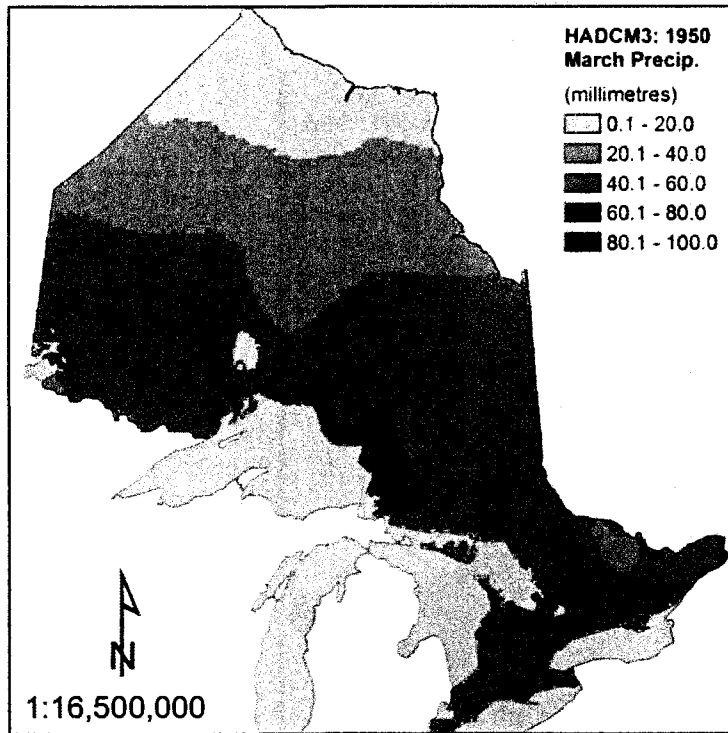 HADCM3: 1950
March Precip.
(millimetres)
0.1 - 20.0
20.1 - 40.0
40.1 - 60.0
60.1 - 80.0
80.1 - 100.0
N
1:16,500,000